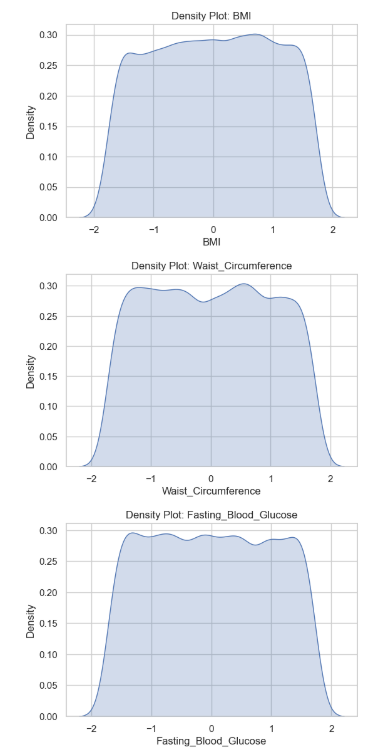 Density Plot: BMI
0.30
0.25
0.20
0.15
0.10
0.05
0.00
Density
−2 −1 0 1 2
BMI
Density Plot: Waist_Circumference
0.30
0.25
0.20
0.15
0.10
0.05
0.00
Density
−2 −1 0 1 2
Waist_Circumference
Density Plot: Fasting_Blood_Glucose
0.30
0.25
0.20
0.15
0.10
0.05
0.00
Density
−2 −1 0 1 2
Fasting_Blood_Glucose